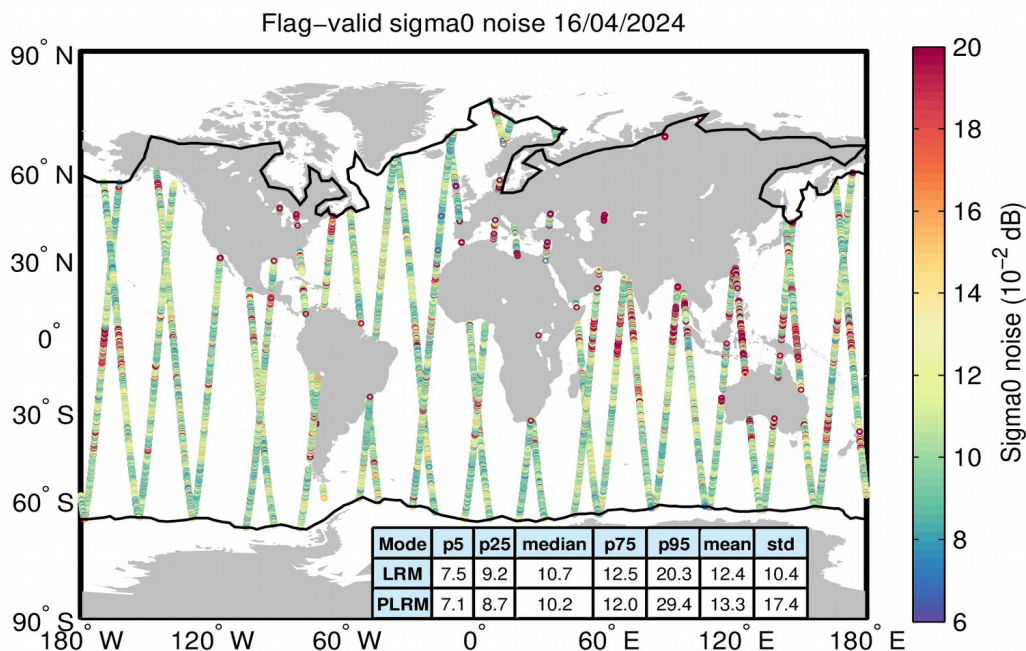 Flag−valid sigma0 noise 16/04/2024
90° N
60° N
30° N
0°
30° S
60° S
90° S
180° W
120° W
60° W
0°
60° E
120° E
180° E
Mode p5 p25 median p75 p95 mean std
LRM 7.5 9.2 10.7 12.5 20.3 12.4 10.4
PLRM 7.1 8.7 10.2 12.0 29.4 13.3 17.4
20
18
16
14
12
10
8
6
Sigma0 noise (10⁻² dB)